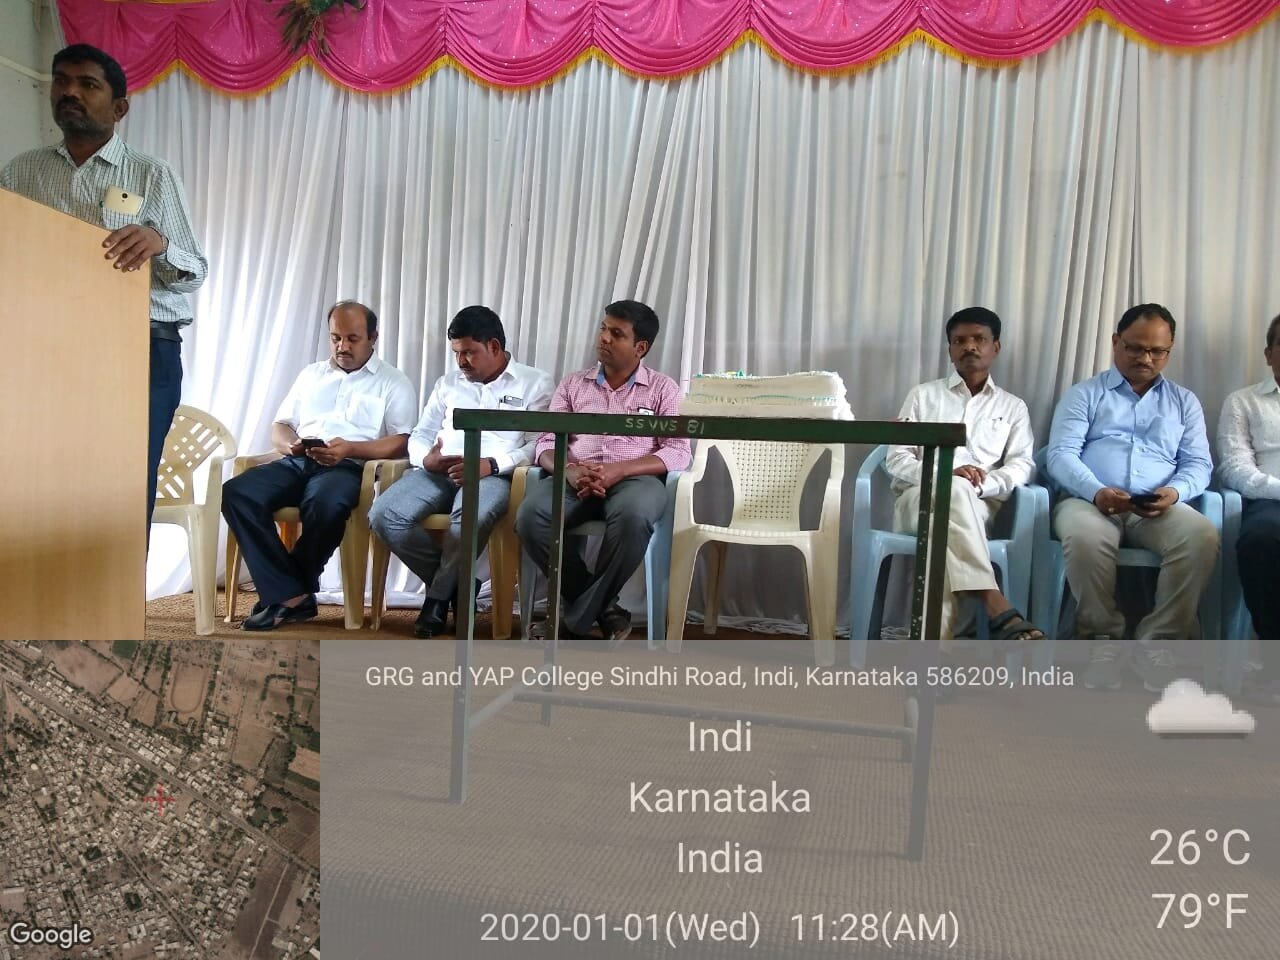 SSVVS 81
GRG and YAP College Sindhi Road, Indi, Karnataka 586209, India
Indi
Karnataka
India
2020-01-01(Wed) 11:28(AM)
26°C
79°F
Google